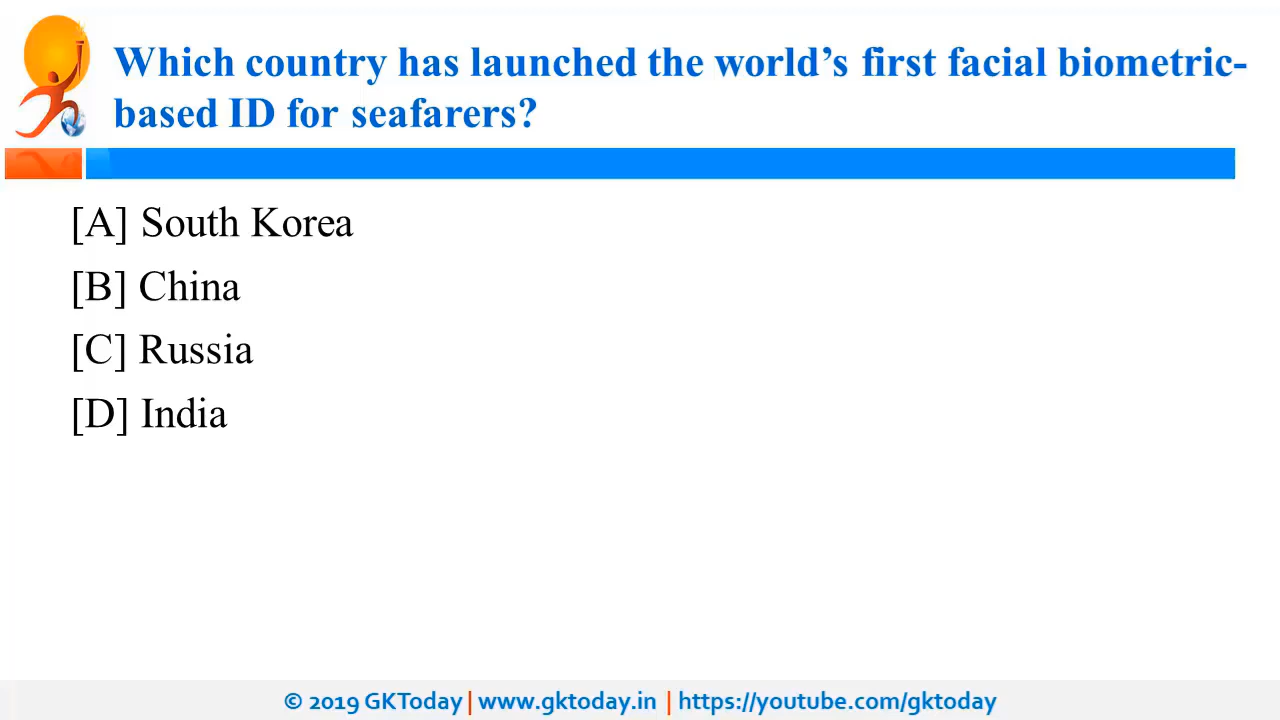 Which country has launched the world’s first facial biometric-
based ID for seafarers?
[A] South Korea
[B] China
[C] Russia
[D] India
© 2019 GKToday | www.gktoday.in | https://youtube.com/gktoday